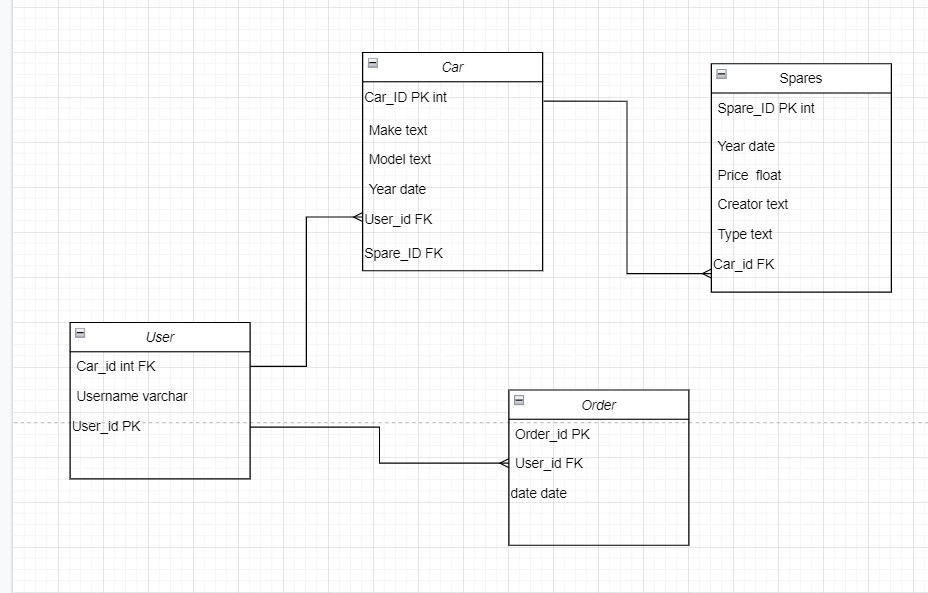 Car
Car_ID PK int
Make text
Model text
Year date
User_id FK
Spare_ID FK
Spares
Spare_ID PK int
Year date
Price  float
Creator text
Type text
Car_id FK
User
Car_id int FK
Username varchar
User_id PK
Order
Order_id PK
User_id FK
date date